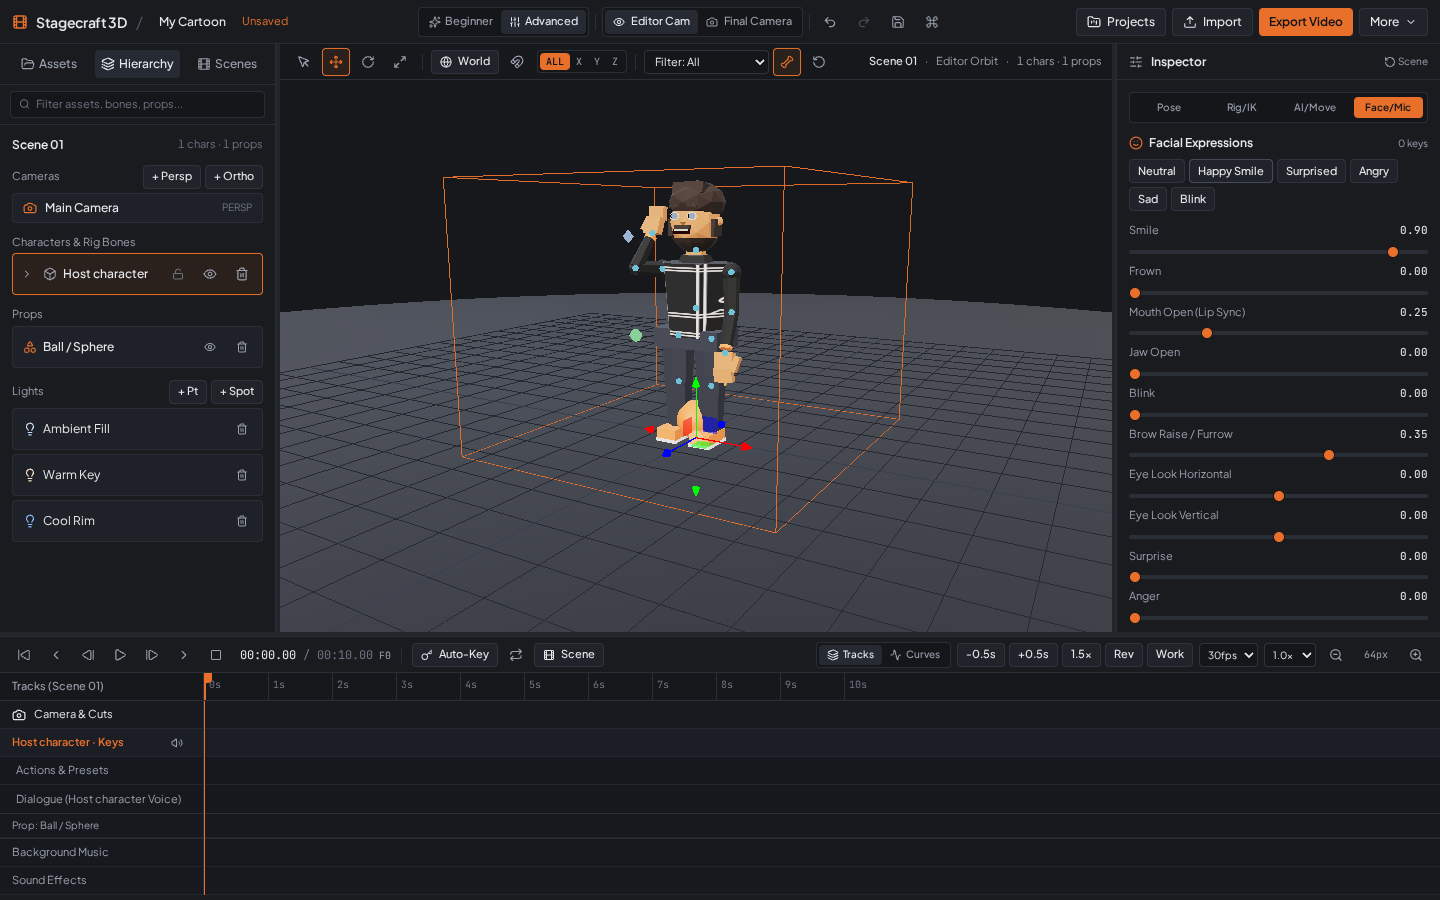 Stagecraft 3D / My Cartoon Unsaved Beginner Advanced Editor Cam Final Camera Projects Import Export Video More
Assets Hierarchy Scenes
Filter assets, bones, props...
Scene 01 1 chars · 1 props
Cameras + Persp + Ortho
Main Camera PERSP
Characters & Rig Bones
Host character
Props
Ball / Sphere
Lights + Pt + Spot
Ambient Fill
Warm Key
Cool Rim
World ALL X Y Z Filter: All Scene 01 · Editor Orbit · 1 chars · 1 props
Inspector Scene
Pose Rig/IK AI/Move Face/Mic
Facial Expressions 0 keys
Neutral Happy Smile Surprised Angry
Sad Blink
Smile 0.90
Frown 0.00
Mouth Open (Lip Sync) 0.25
Jaw Open 0.00
Blink 0.00
Brow Raise / Furrow 0.35
Eye Look Horizontal 0.00
Eye Look Vertical 0.00
Surprise 0.00
Anger 0.00
00:00.00 / 00:10.00 F0 Auto-Key Scene Tracks Curves -0.5s +0.5s 1.5× Rev Work 30fps 1.0× 64px
Tracks (Scene 01) 0s 1s 2s 3s 4s 5s 6s 7s 8s 9s 10s
Camera & Cuts
Host character · Keys
Actions & Presets
Dialogue (Host character Voice)
Prop: Ball / Sphere
Background Music
Sound Effects